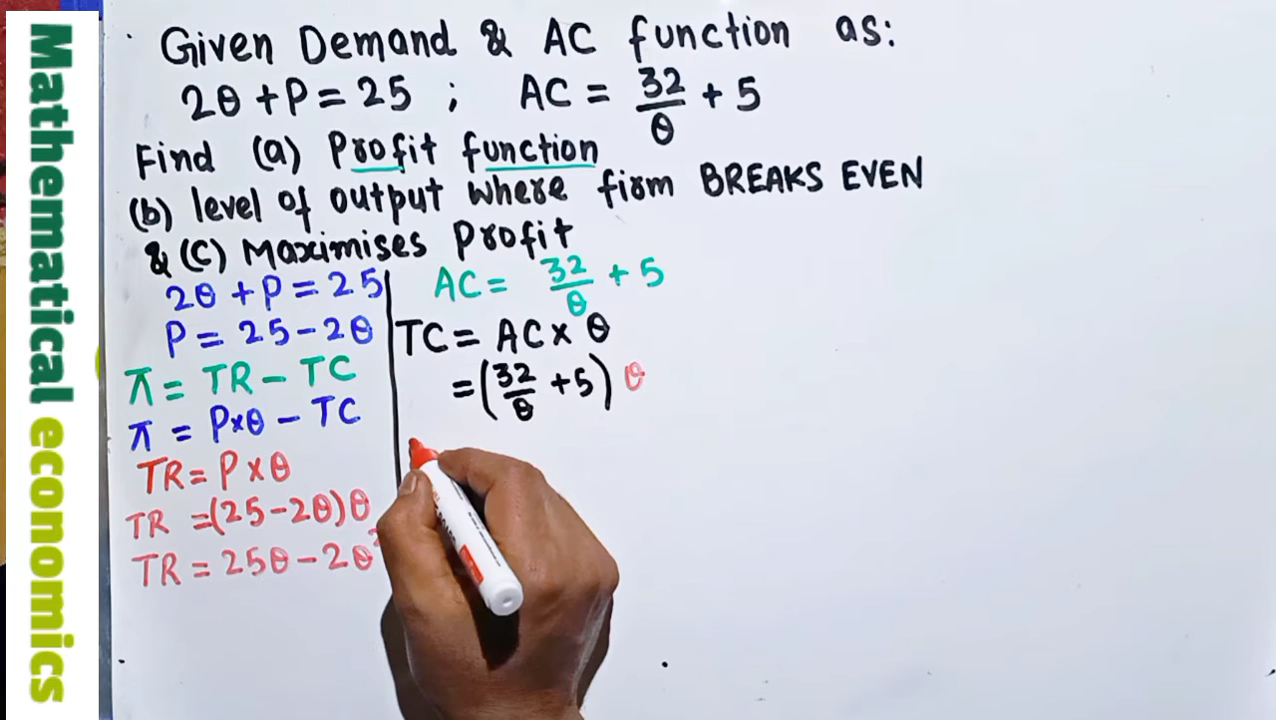 Mathematical economics
Given Demand & AC function as:
2θ + P = 25 ; AC = 32/θ + 5
Find (a) Profit function
(b) level of output where firm BREAKS EVEN
& (C) Maximises Profit
2θ + P = 25
P = 25 - 2θ
π = TR - TC
π = P×θ - TC
TR = P × θ
TR = (25-2θ)θ
TR = 25θ - 2θ²
AC = 32/θ + 5
TC = AC × θ
= (32/θ + 5) θ